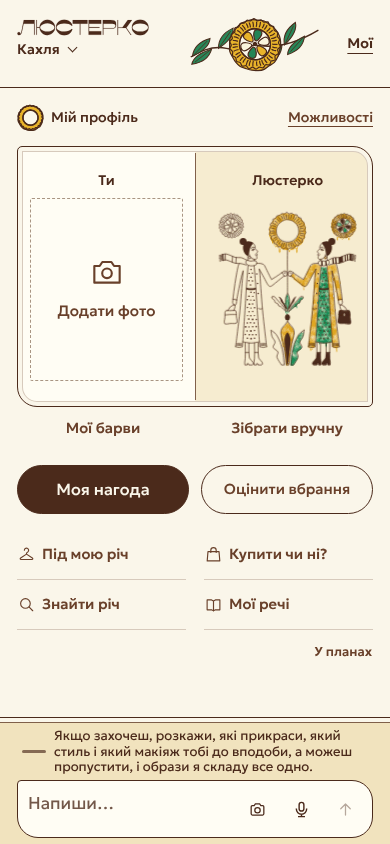 ЛЮСТЕРКО
Кахля
Мої
Мій профіль
Можливості
Ти
Люстерко
Додати фото
Мої барви
Зібрати вручну
Моя нагода
Оцінити вбрання
Під мою річ
Купити чи ні?
Знайти річ
Мої речі
У планах
Якщо захочеш, розкажи, які прикраси, який
стиль і який макіяж тобі до вподоби, а можеш
пропустити, і образи я складу все одно.
Напиши...